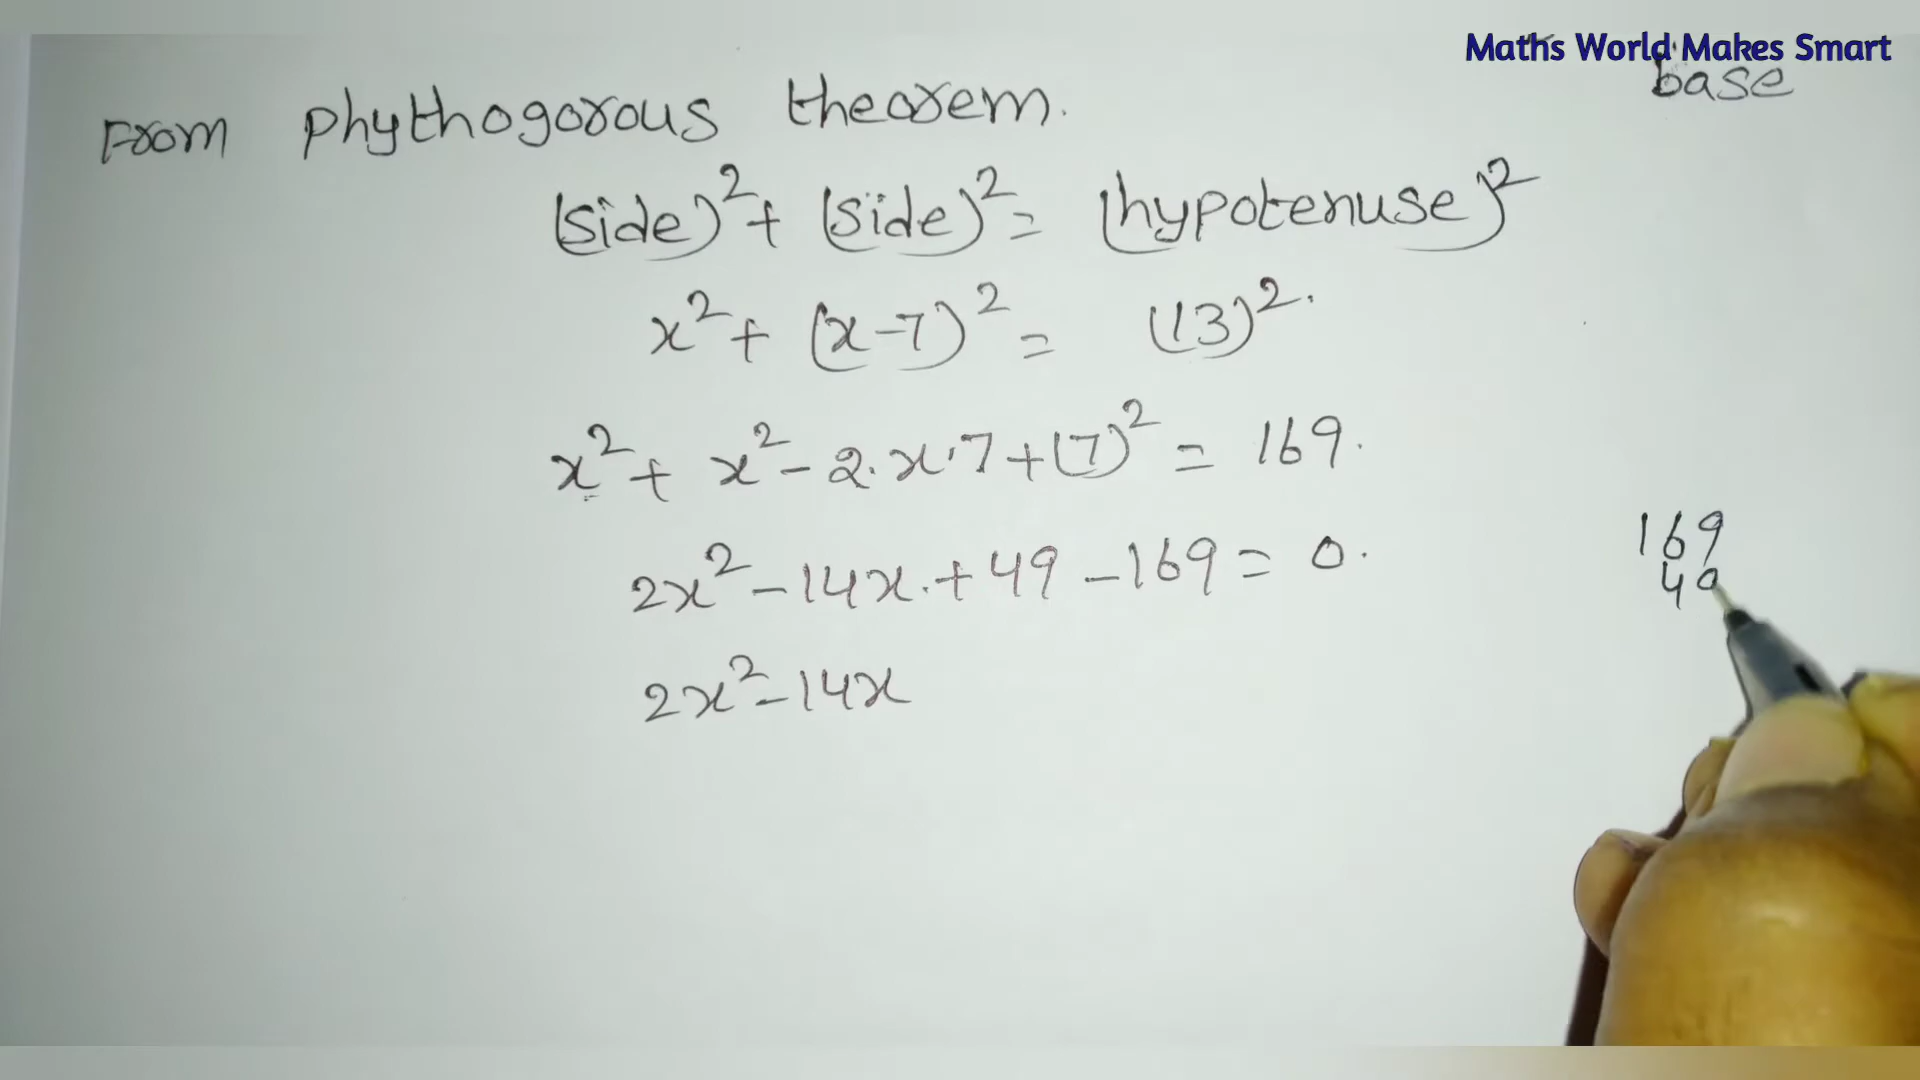 Maths World Makes Smart
base
From phythogorous theorem.
(side)² + (side)² = (hypotenuse)²
x² + (x-7)² = (13)².
x² + x² - 2.x.7 + (7)² = 169.
2x² - 14x. + 49 - 169 = 0.
169
2x² - 14x